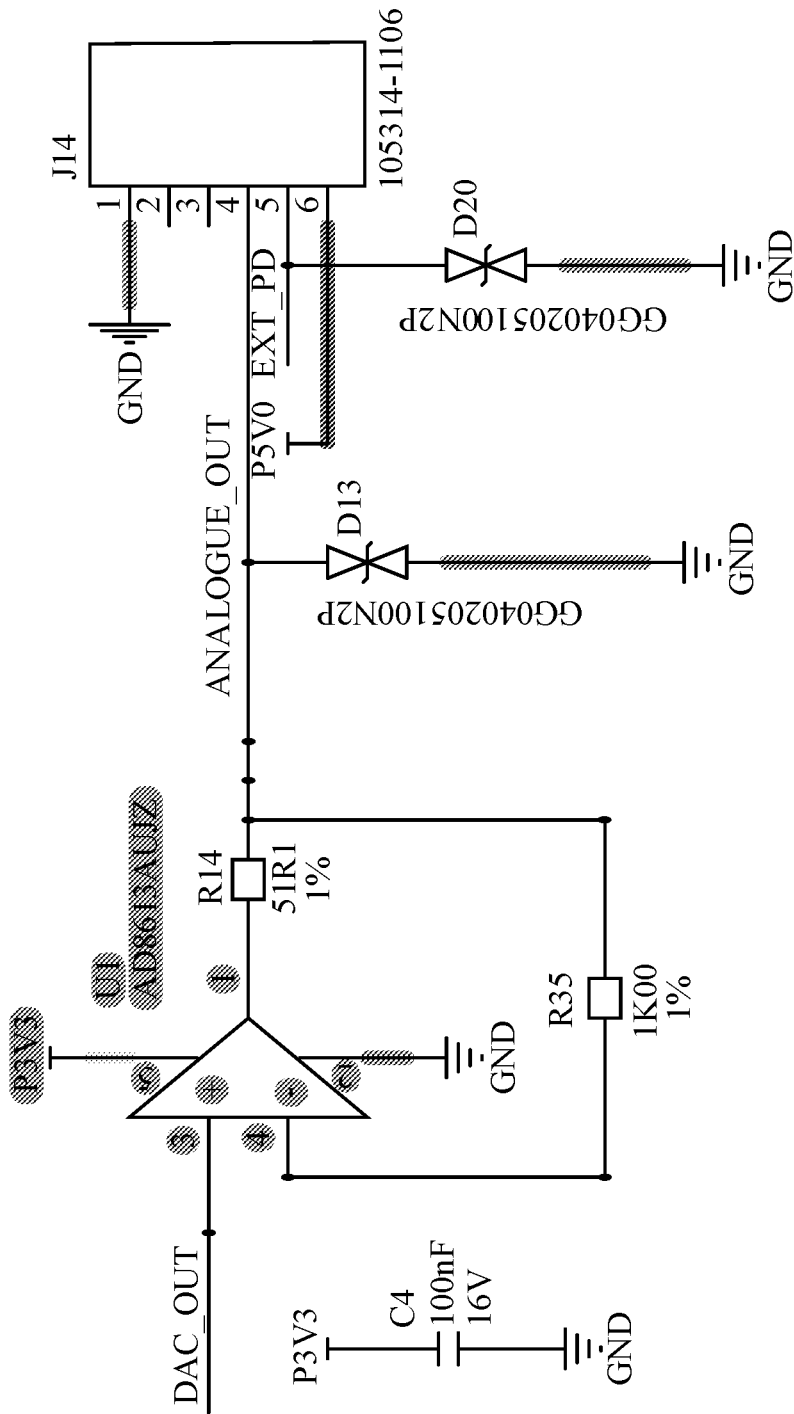 J14
105314-1106
1
2
3
4
5
6
GND
EXT_PD
P5V0
D20
GG040205100N2P
GND
ANALOGUE_OUT
D13
GG040205100N2P
GND
U1
AD8613AUJZ
P3V3
5
1
+
-
3
4
2
GND
R14
51R1
1%
R35
1K00
1%
DAC_OUT
P3V3
C4
100nF
16V
GND